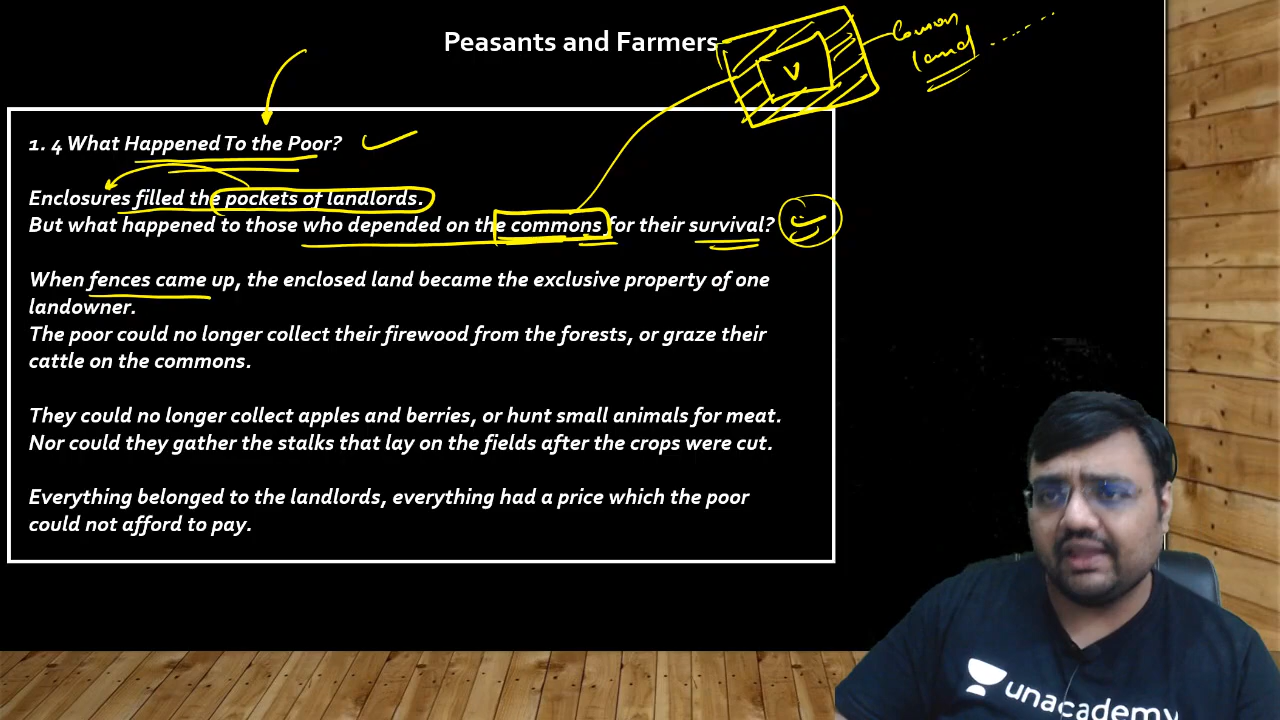 Peasants and Farmers
V
land
1. 4 What Happened To the Poor?
Enclosures filled the pockets of landlords.
But what happened to those who depended on the commons for their survival?
When fences came up, the enclosed land became the exclusive property of one
landowner.
The poor could no longer collect their firewood from the forests, or graze their
cattle on the commons.
They could no longer collect apples and berries, or hunt small animals for meat.
Nor could they gather the stalks that lay on the fields after the crops were cut.
Everything belonged to the landlords, everything had a price which the poor
could not afford to pay.
unacademy